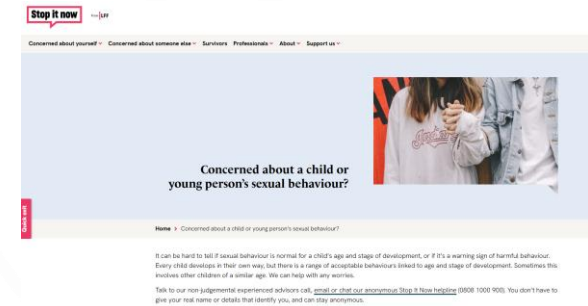 Stop it now
LFF
Concerned about yourself Concerned about someone else Survivors Professionals About Support us
Concerned about a child or
young person's sexual behaviour?
Quick exit
Home > Concerned about a child or young person's sexual behaviour?
It can be hard to tell if sexual behaviour is normal for a child's age and stage of development, or if it's a warning sign of harmful behaviour.
Every child develops in their own way, but there is a range of acceptable behaviours linked to age and stage of development. Sometimes this
involves other children of a similar age. We can help with any worries.
Talk to our non-judgemental experienced advisors call, email or chat our anonymous Stop It Now helpline (0808 1000 900). You don't have to
give your real name or details that identify you, and can stay anonymous.